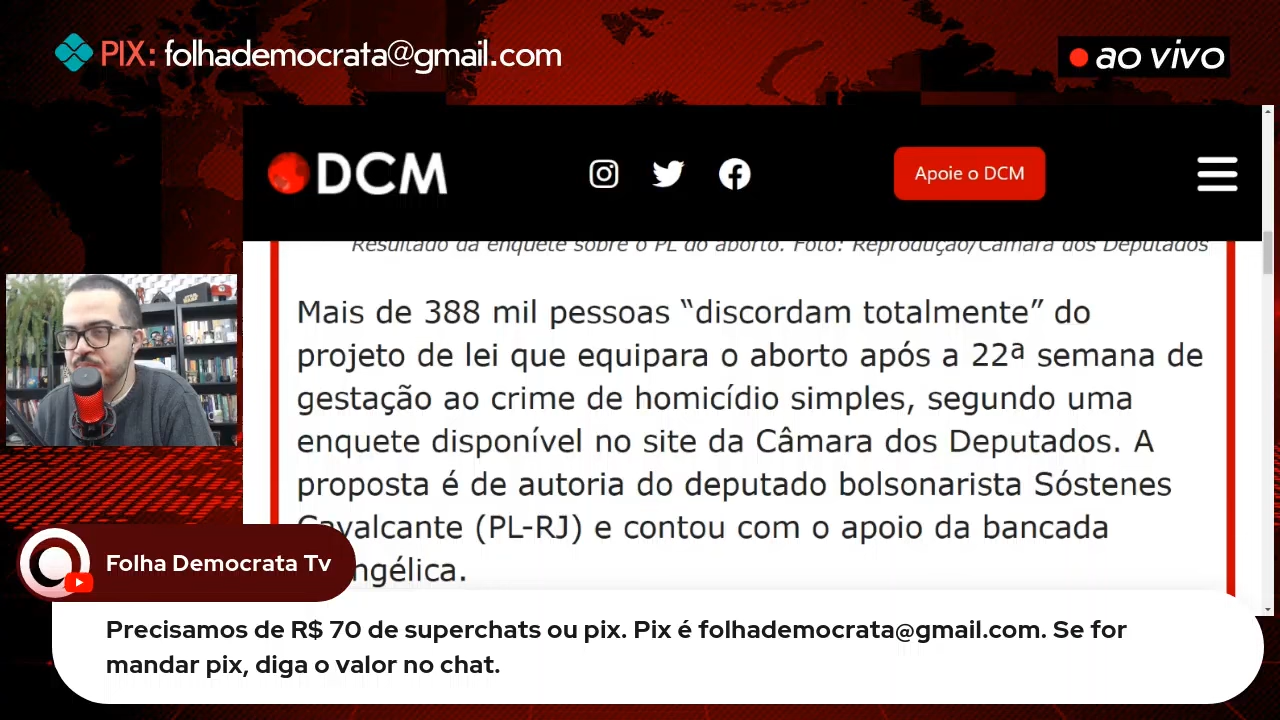 PIX: folhademocrata@gmail.com
ao vivo
DCM
Apoie o DCM
Resultado da enquete sobre o PL do aborto. Foto: Reprodução/Câmara dos Deputados
Mais de 388 mil pessoas “discordam totalmente” do
projeto de lei que equipara o aborto após a 22ª semana de
gestação ao crime de homicídio simples, segundo uma
enquete disponível no site da Câmara dos Deputados. A
proposta é de autoria do deputado bolsonarista Sóstenes
Cavalcante (PL-RJ) e contou com o apoio da bancada
ngélica.
Folha Democrata Tv
Precisamos de R$ 70 de superchats ou pix. Pix é folhademocrata@gmail.com. Se for
mandar pix, diga o valor no chat.